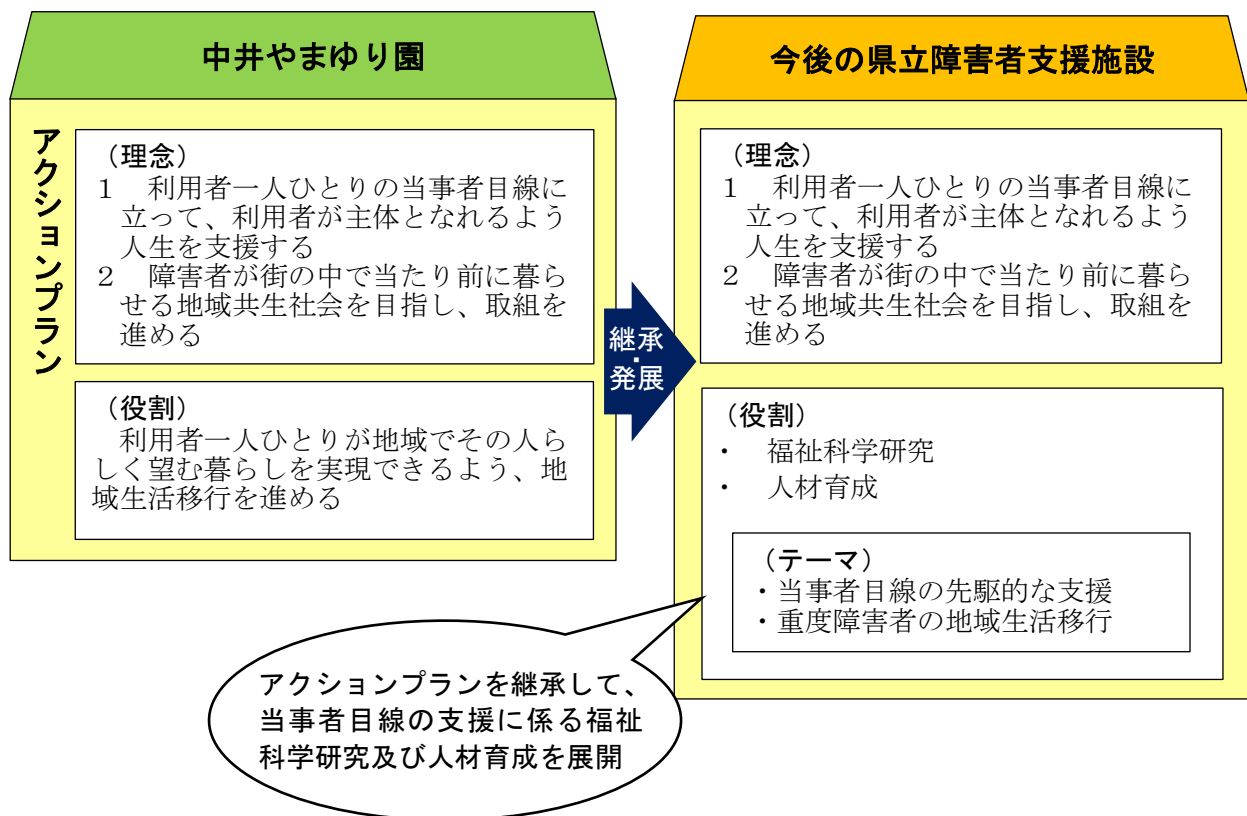 中井やまゆり園
アクションプラン
（理念）
１　利用者一人ひとりの当事者目線に
立って、利用者が主体となれるよう
人生を支援する
２　障害者が街の中で当たり前に暮ら
せる地域共生社会を目指し、取組を
進める
（役割）
利用者一人ひとりが地域でその人ら
しく望む暮らしを実現できるよう、地
域生活移行を進める
継承
・
発展
今後の県立障害者支援施設
（理念）
１　利用者一人ひとりの当事者目線に
立って、利用者が主体となれるよう
人生を支援する
２　障害者が街の中で当たり前に暮ら
せる地域共生社会を目指し、取組を
進める
（役割）
・　福祉科学研究
・　人材育成
（テーマ）
・当事者目線の先駆的な支援
・重度障害者の地域生活移行
アクションプランを継承して、
当事者目線の支援に係る福祉
科学研究及び人材育成を展開